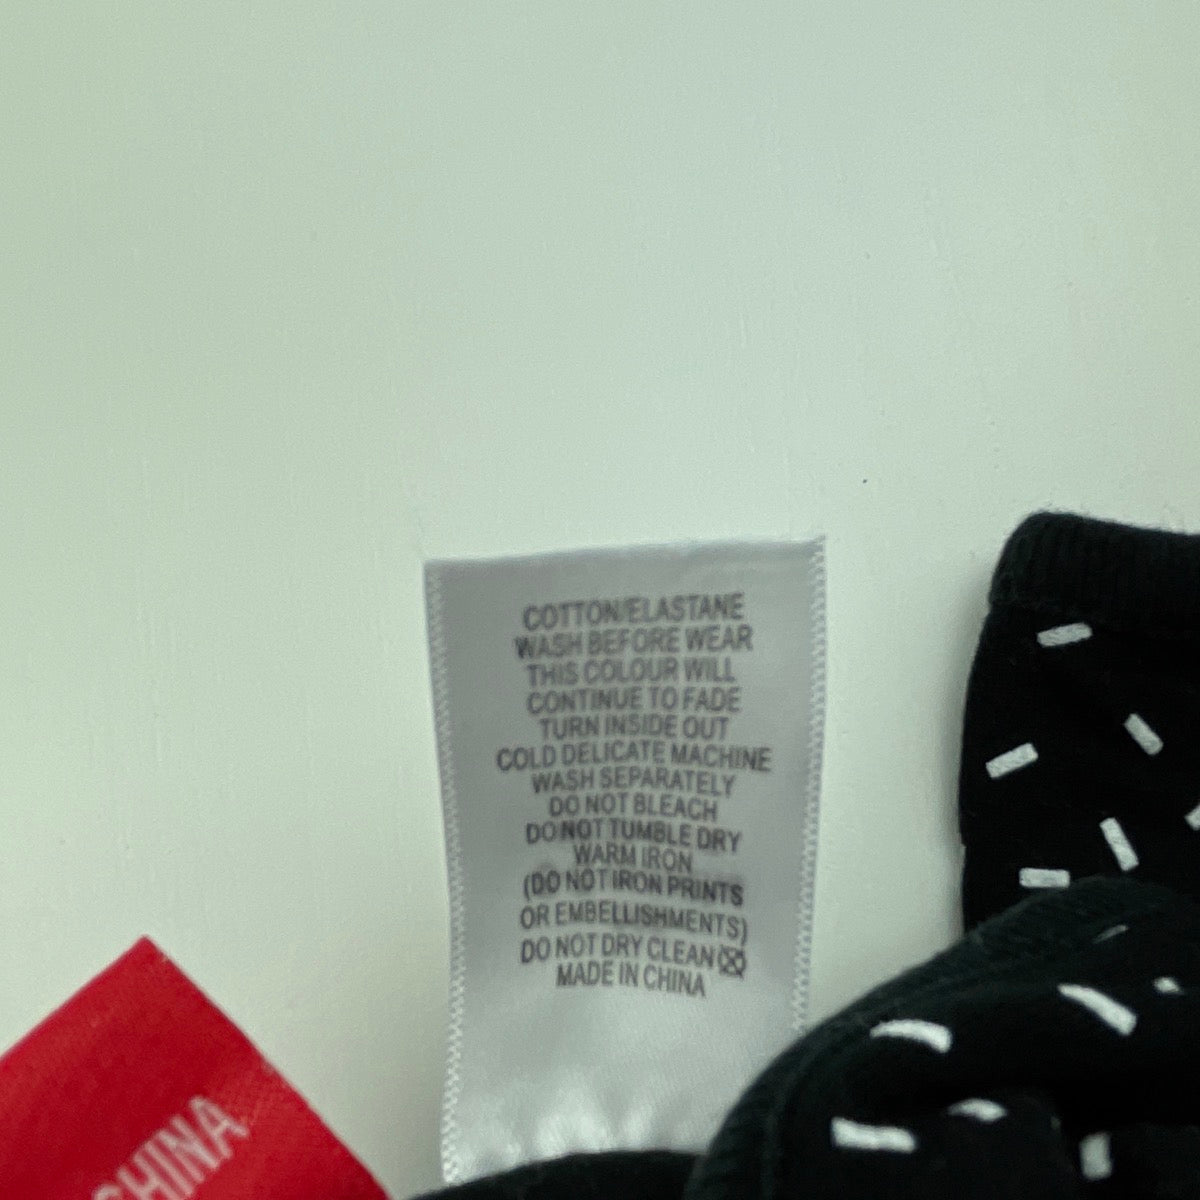 COTTON/ELASTANE
WASH BEFORE WEAR
THIS COLOUR WILL
CONTINUE TO FADE
TURN INSIDE OUT
COLD DELICATE MACHINE
WASH SEPARATELY
DO NOT BLEACH
DO NOT TUMBLE DRY
WARM IRON
(DO NOT IRON PRINTS
OR EMBELLISHMENTS)
DO NOT DRY CLEAN
MADE IN CHINA
CHINA